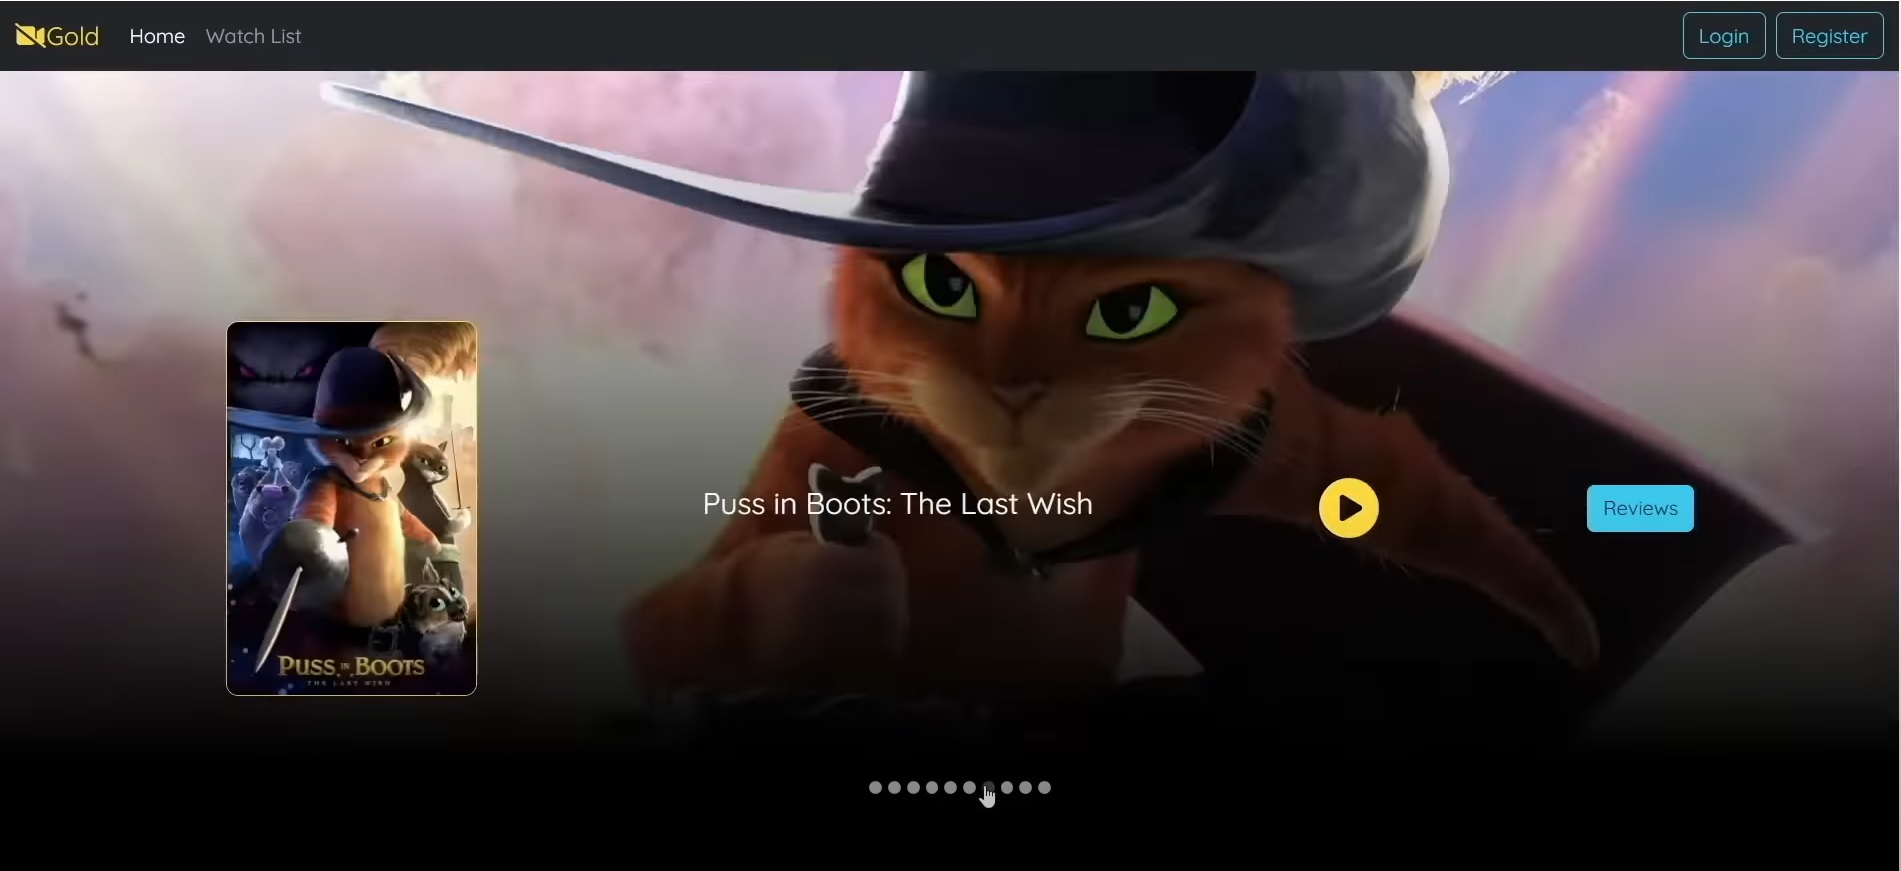 Gold Home Watch List Login Register
Puss in Boots: The Last Wish
Reviews
PUSS IN BOOTS
THE LAST WISH